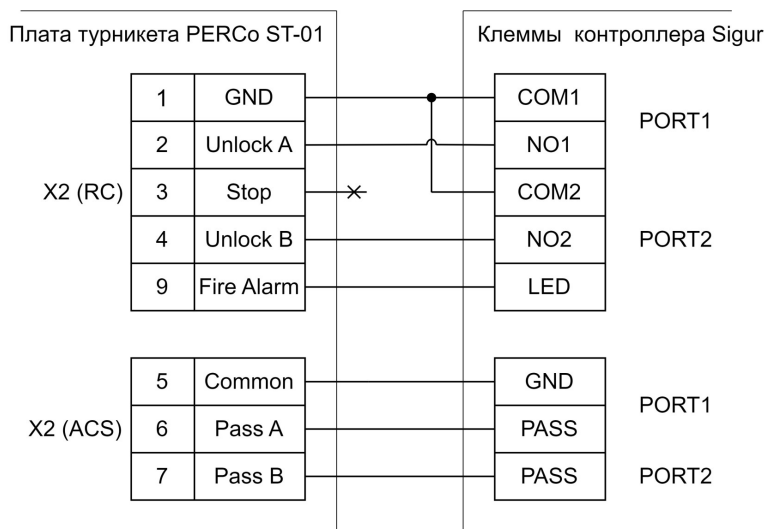 Плата турникета PERCo ST-01
Клеммы контроллера Sigur
1 GND COM1
PORT1
2 Unlock A NO1
X2 (RC) 3 Stop COM2
4 Unlock B NO2 PORT2
9 Fire Alarm LED
5 Common GND
PORT1
X2 (ACS) 6 Pass A PASS
7 Pass B PASS PORT2